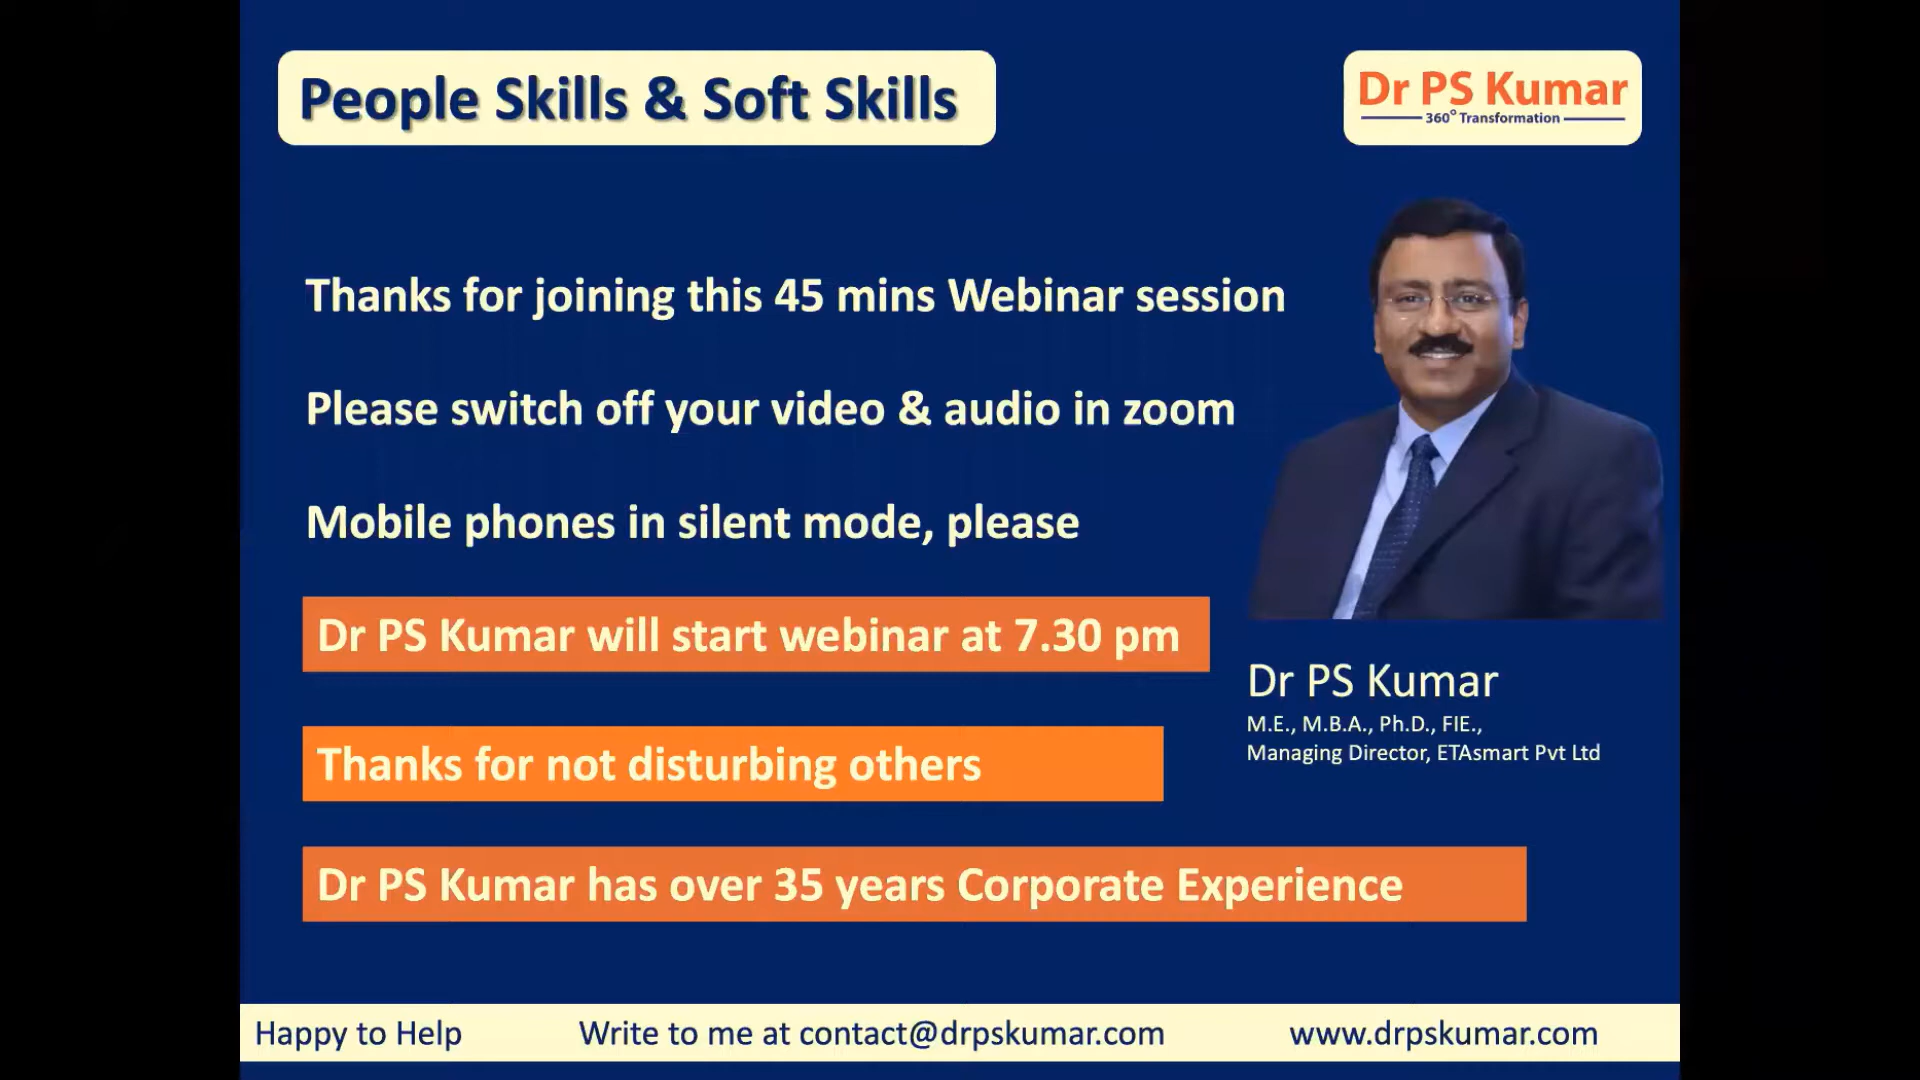 People Skills & Soft Skills
Dr PS Kumar
360° Transformation
Thanks for joining this 45 mins Webinar session
Please switch off your video & audio in zoom
Mobile phones in silent mode, please
Dr PS Kumar will start webinar at 7.30 pm
Dr PS Kumar
M.E., M.B.A., Ph.D., FIE.,
Managing Director, ETAsmart Pvt Ltd
Thanks for not disturbing others
Dr PS Kumar has over 35 years Corporate Experience
Happy to Help Write to me at contact@drpskumar.com www.drpskumar.com